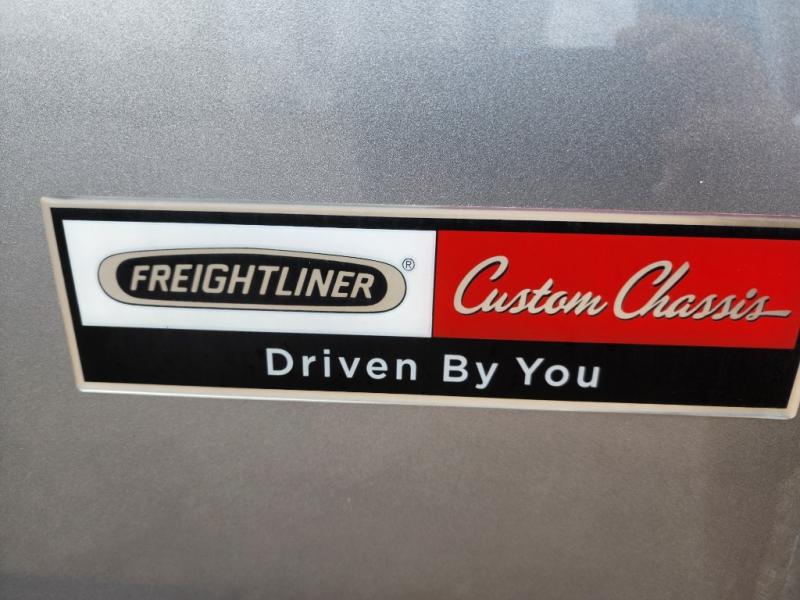 FREIGHTLINER® Custom Chassis
Driven By You